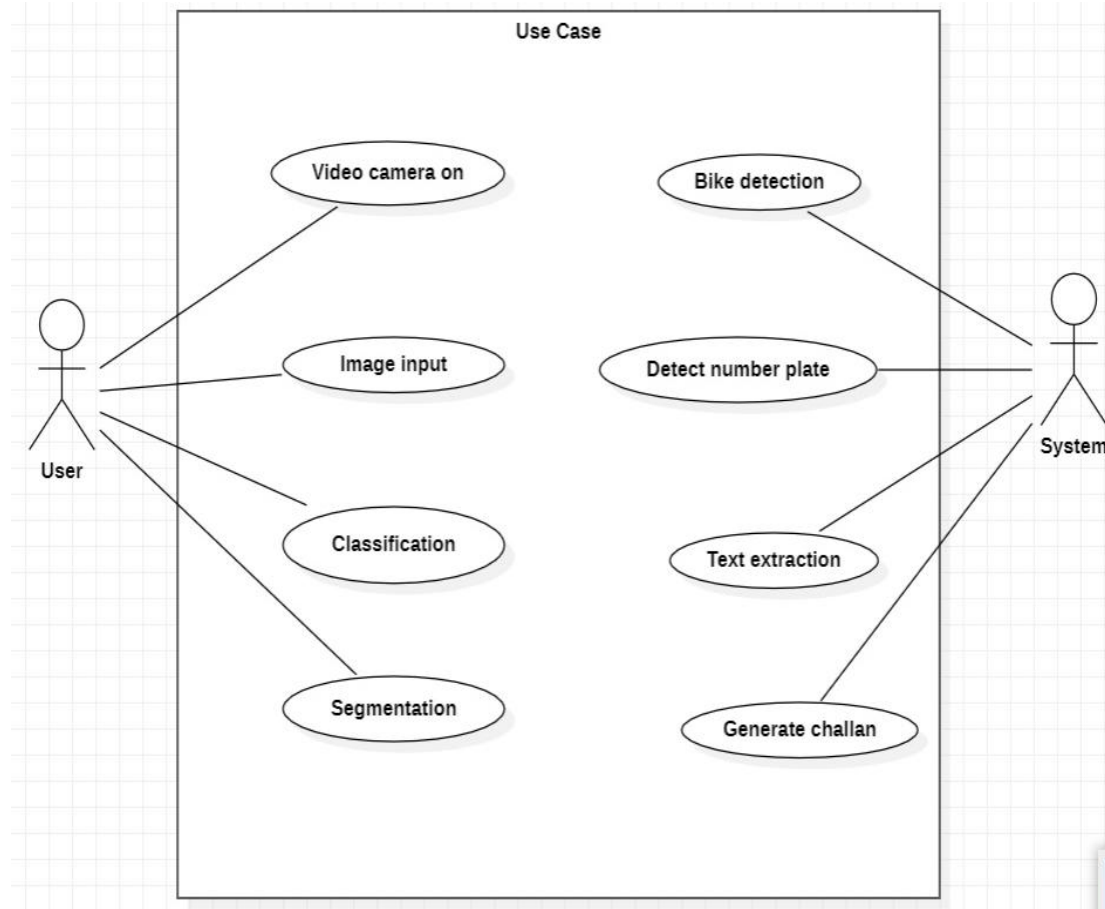 Use Case
Video camera on
Bike detection
Image input
Detect number plate
User
System
Classification
Text extraction
Segmentation
Generate challan